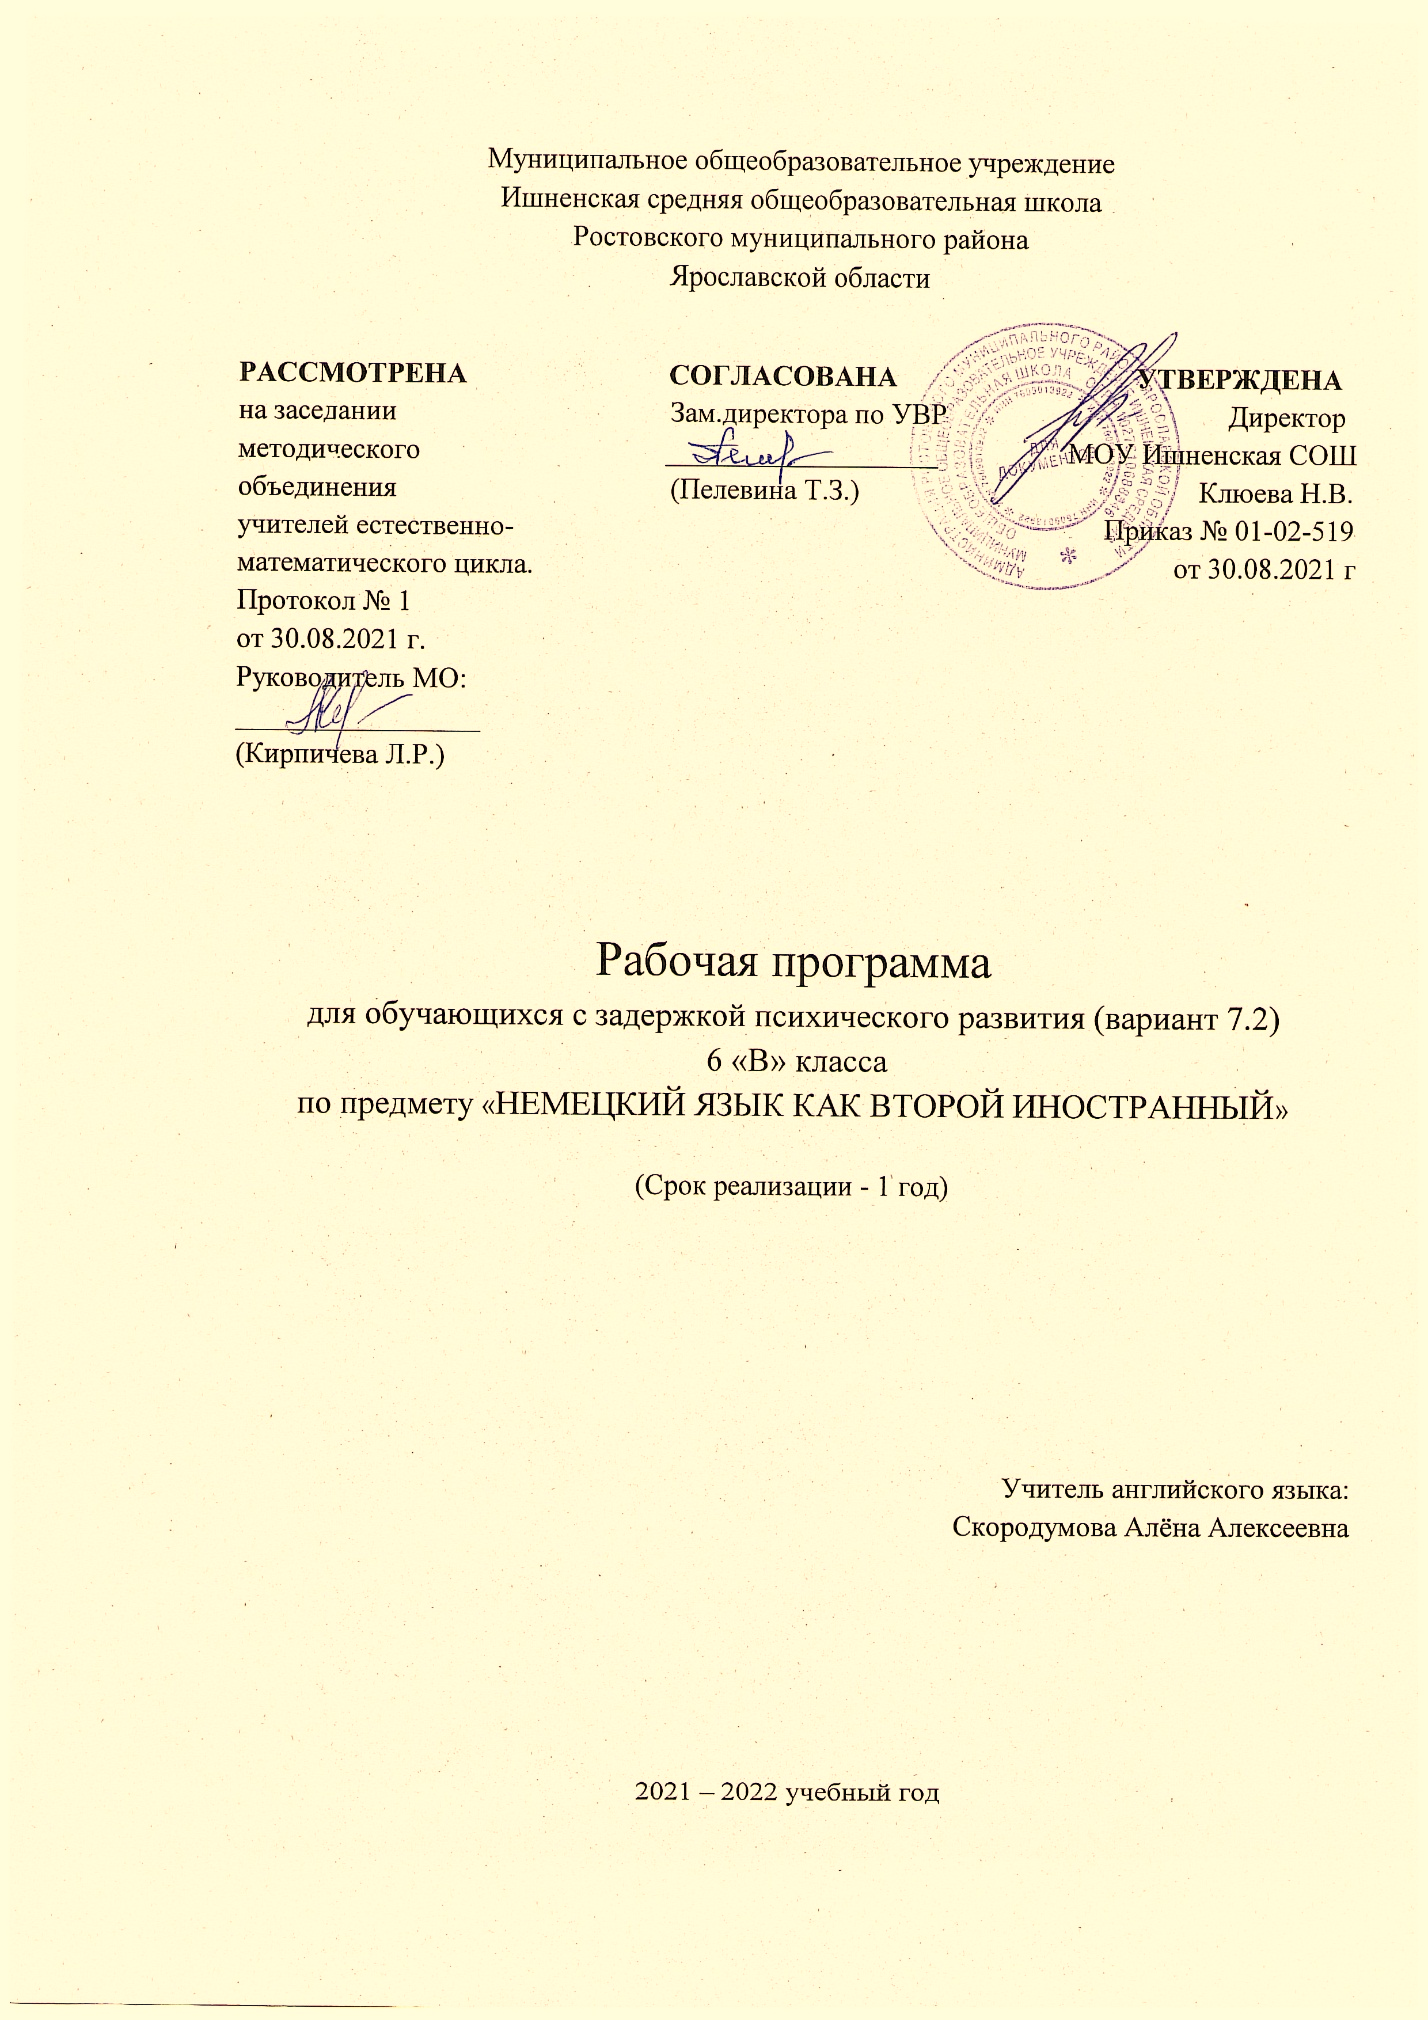 Муниципальное общеобразовательное учреждение
Ишненская средняя общеобразовательная школа
Ростовского муниципального района
Ярославской области
РАССМОТРЕНА
на заседании
методического
объединения
учителей естественно-
математического цикла.
Протокол № 1
от 30.08.2021 г.
Руководитель МО:
(Кирпичева Л.Р.)
СОГЛАСОВАНА
Зам.директора по УВР
(Пелевина Т.З.)
УТВЕРЖДЕНА
Директор
МОУ Ишненская СОШ
Клюева Н.В.
Приказ № 01-02-519
от 30.08.2021 г
ДЛЯ
ДОКУМЕНТОВ
Рабочая программа
для обучающихся с задержкой психического развития (вариант 7.2)
6 «В» класса
по предмету «НЕМЕЦКИЙ ЯЗЫК КАК ВТОРОЙ ИНОСТРАННЫЙ»
(Срок реализации - 1 год)
Учитель английского языка:
Скородумова Алёна Алексеевна
2021 – 2022 учебный год